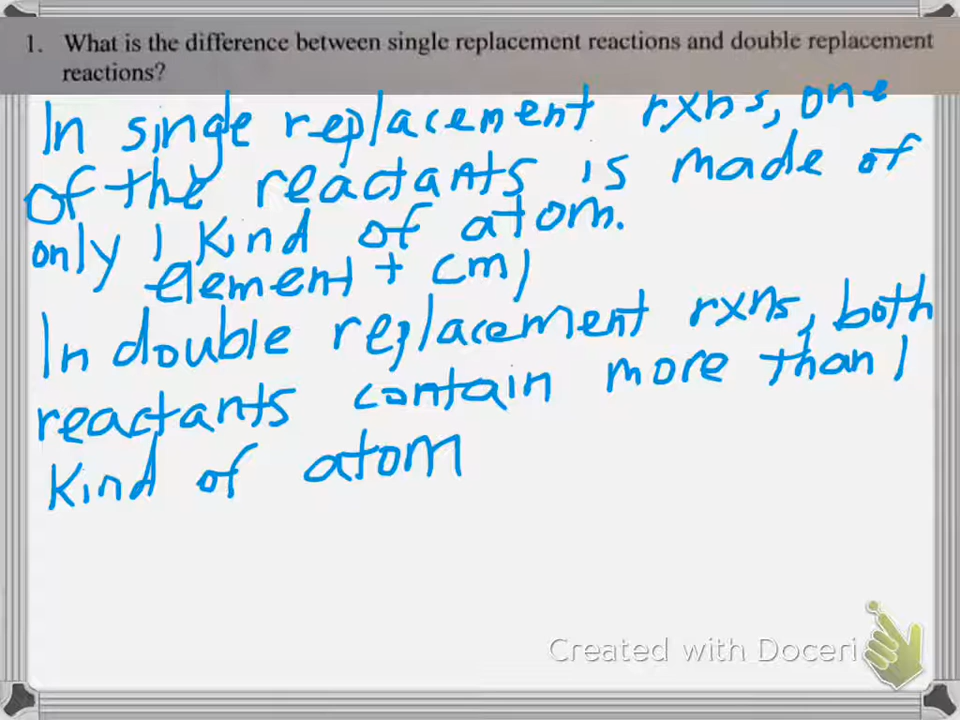 1. What is the difference between single replacement reactions and double replacement
reactions?
In single replacement rxns, one
of the reactants is made of
only 1 kind of atom.
element + cmp
In double replacement rxns, both
reactants contain more than 1
kind of atom
Created with Doceri